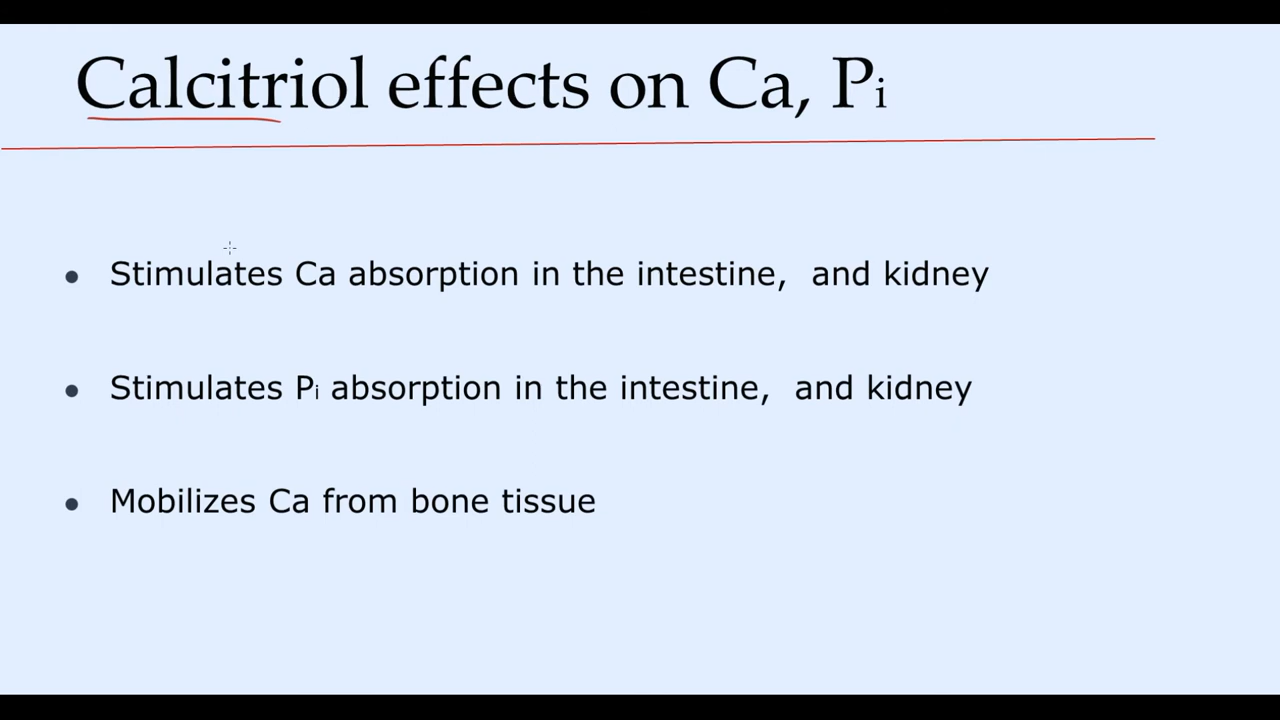 Calcitriol effects on Ca, Pi
• Stimulates Ca absorption in the intestine,  and kidney
• Stimulates Pi absorption in the intestine,  and kidney
• Mobilizes Ca from bone tissue